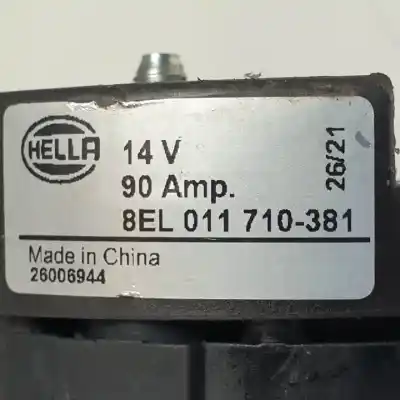 HELLA
14 V
90 Amp.
8EL 011 710-381
26/21
Made in China
26006944